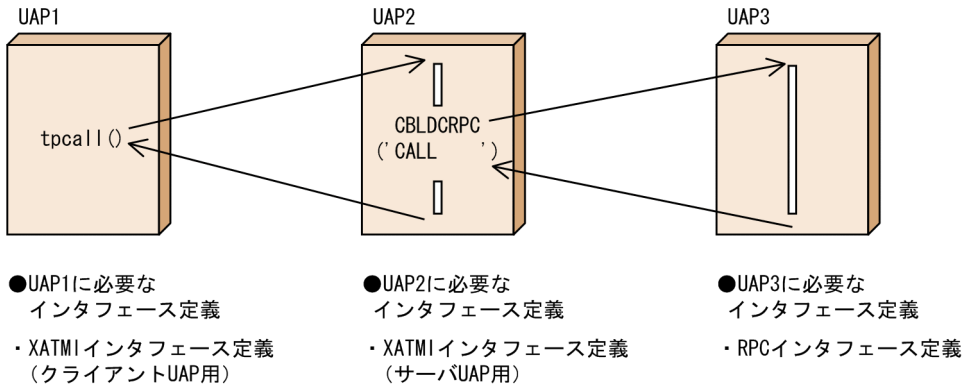 UAP1
UAP2
UAP3
tpcall()
CBLDCRPC
('CALL    ')
●UAP1に必要な
インタフェース定義
・XATMIインタフェース定義
（クライアントUAP用）
●UAP2に必要な
インタフェース定義
・XATMIインタフェース定義
（サーバUAP用）
●UAP3に必要な
インタフェース定義
・RPCインタフェース定義